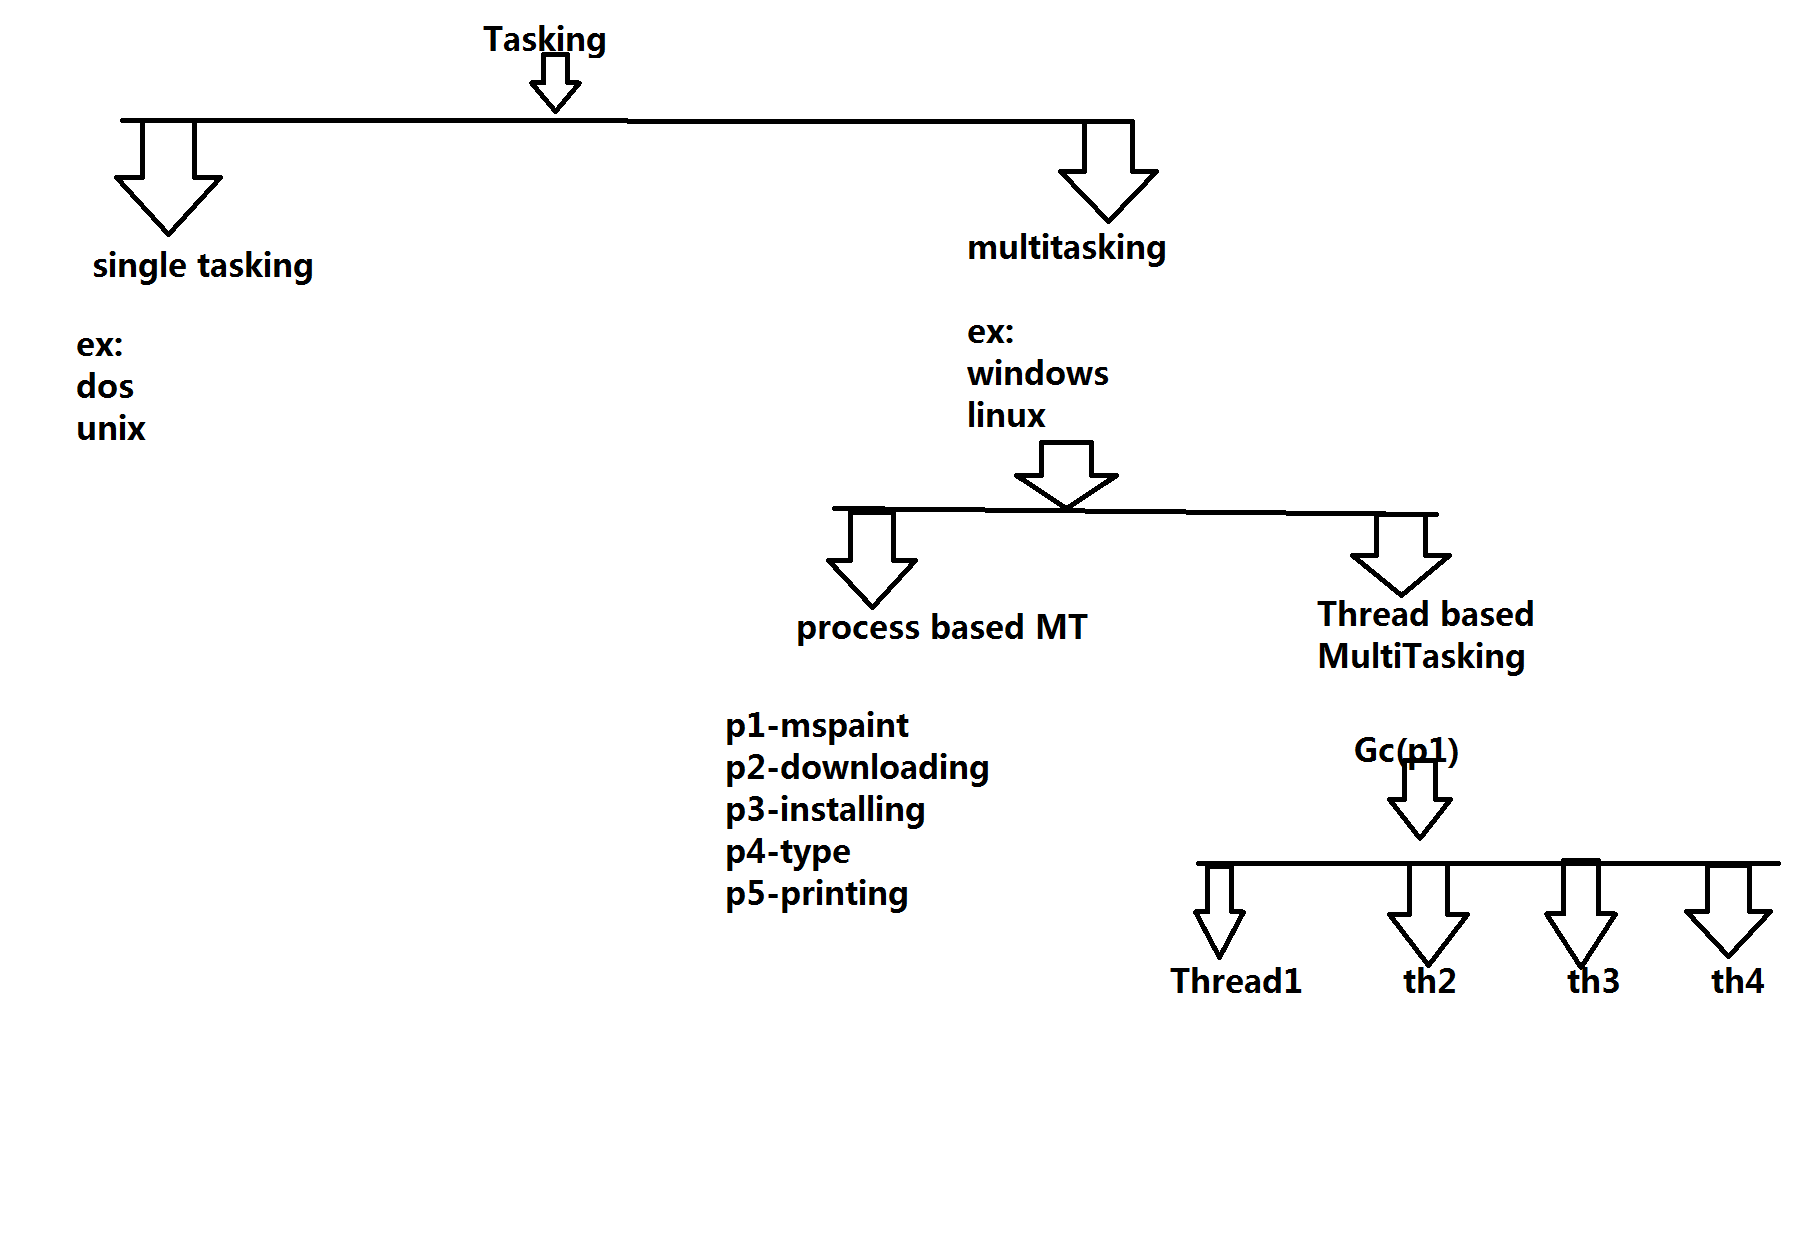 Tasking
single tasking
multitasking
ex:
dos
unix
ex:
windows
linux
process based MT
Thread based
MultiTasking
p1-mspaint
p2-downloading
p3-installing
p4-type
p5-printing
Gc(p1)
Thread1
th2
th3
th4